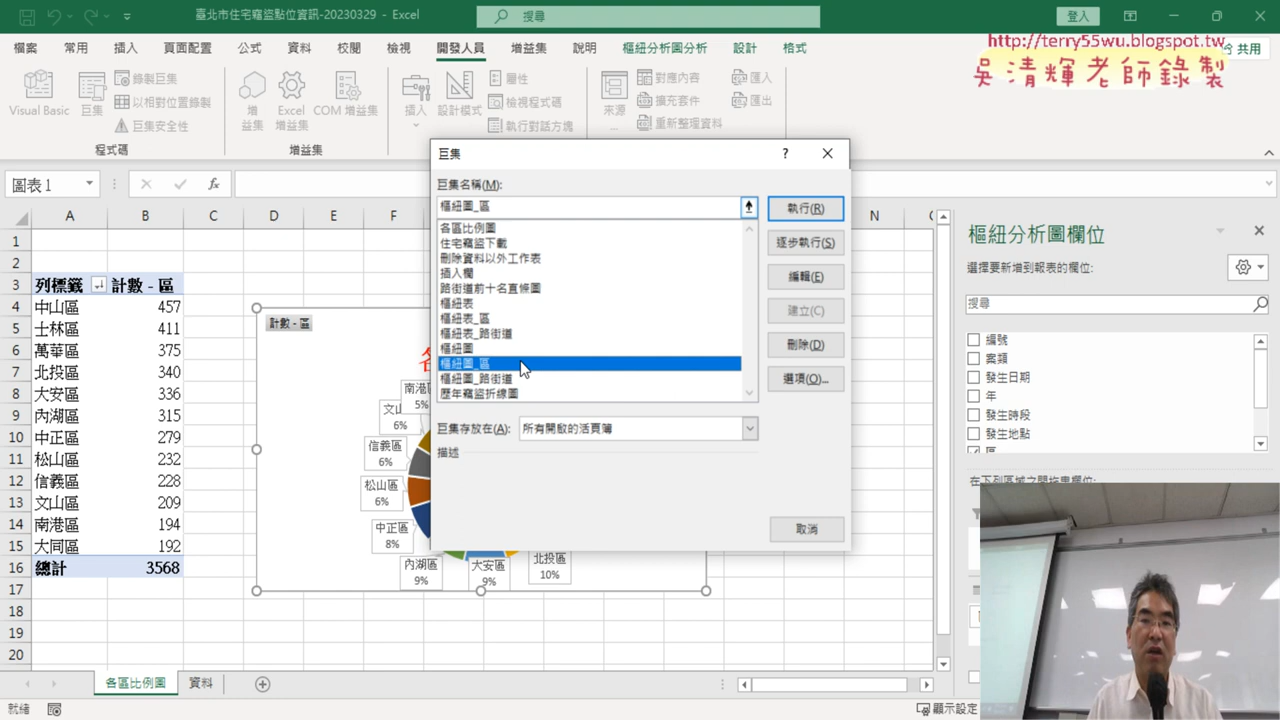 臺北市住宅竊盜點位資訊-20230329 - Excel
搜尋
登入
檔案 常用 插入 頁面配置 公式 資料 校閱 檢視 開發人員 增益集 說明 樞紐分析圖分析 設計 格式
共用
http://terry55wu.blogspot.tw
吳清輝老師錄製
Visual Basic
巨集
錄製巨集
以相對位置錄製
巨集安全性
程式碼
增益集
Excel 增益集
COM 增益集
增益集
插入
設計模式
屬性
檢視程式碼
執行對話方塊
來源
對應內容
擴充套件
重新整理資料
匯入
匯出
圖表 1
fx
A B C D E F N
1
2
3 列標籤 計數 - 區
4 中山區 457
5 士林區 411
6 萬華區 375
7 北投區 340
8 大安區 336
9 內湖區 315
10 中正區 279
11 松山區 232
12 信義區 228
13 文山區 209
14 南港區 194
15 大同區 192
16 總計 3568
17
18
19
20
計數 - 區
南港區
5%
文山
6%
信義區
6%
松山區
6%
中正區
8%
內湖區
9%
大安區
9%
北投區
10%
巨集
?
巨集名稱(M):
樞紐圖_區
各區比例圖
住宅竊盜下載
刪除資料以外工作表
插入欄
路街道前十名直條圖
樞紐表
樞紐表_區
樞紐表_路街道
樞紐圖
樞紐圖_區
樞紐圖_路街道
歷年竊盜折線圖
執行(R)
逐步執行(S)
編輯(E)
建立(C)
刪除(D)
選項(O)...
巨集存放在(A): 所有開啟的活頁簿
描述
取消
樞紐分析圖欄位
選擇要新增到報表的欄位:
搜尋
編號
案類
發生日期
年
發生時段
發生地點
區
在下列區域之間拖曳欄位:
各區比例圖 資料
就緒
顯示設定